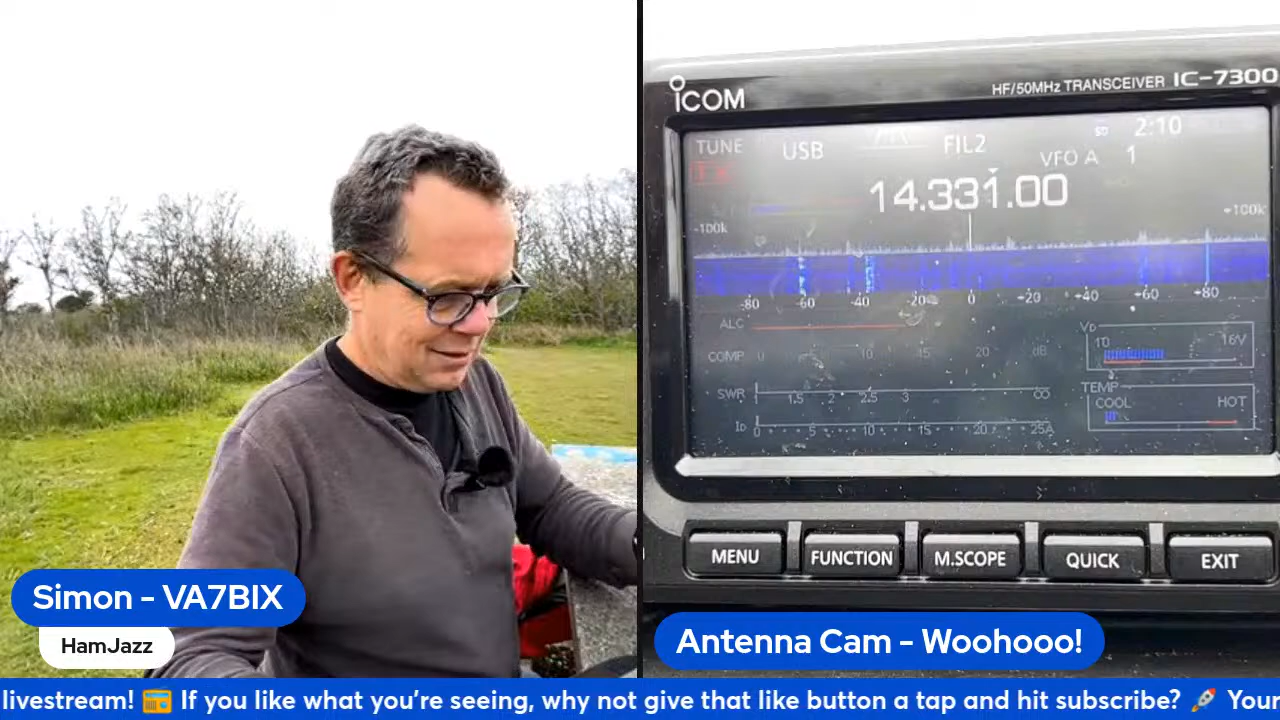 ICOM
HF/50MHz TRANSCEIVER IC-7300
TUNE USB FIL2 SD 2:10
VFO A 1
14.331.00
-100k +100k
-80 -60 -40 -20 0 +20 +40 +60 +80
ALC
COMP 0 5 10 15 20 dB
SWR 1 1.5 2 2.5 3 ∞
ID 0 5 10 15 20 25A
VD
10 16V
TEMP
COOL HOT
MENU FUNCTION M.SCOPE QUICK EXIT
Simon - VA7BIX
HamJazz
Antenna Cam - Woohooo!
livestream! 📻 If you like what you’re seeing, why not give that like button a tap and hit subscribe? 🚀 Your